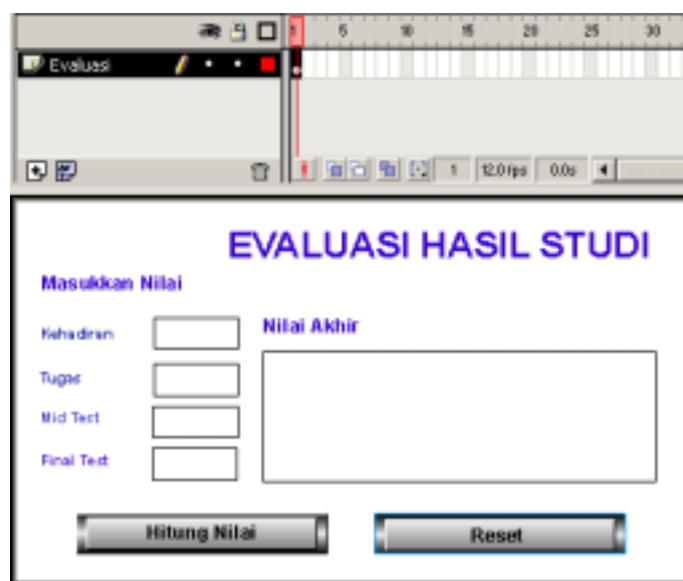 1 5 10 15 20 25 30
Evaluasi
1 12.0 fps 0.0s
EVALUASI HASIL STUDI
Masukkan Nilai
Kehadiran
Nilai Akhir
Tugas
Mid Test
Final Test
Hitung Nilai
Reset